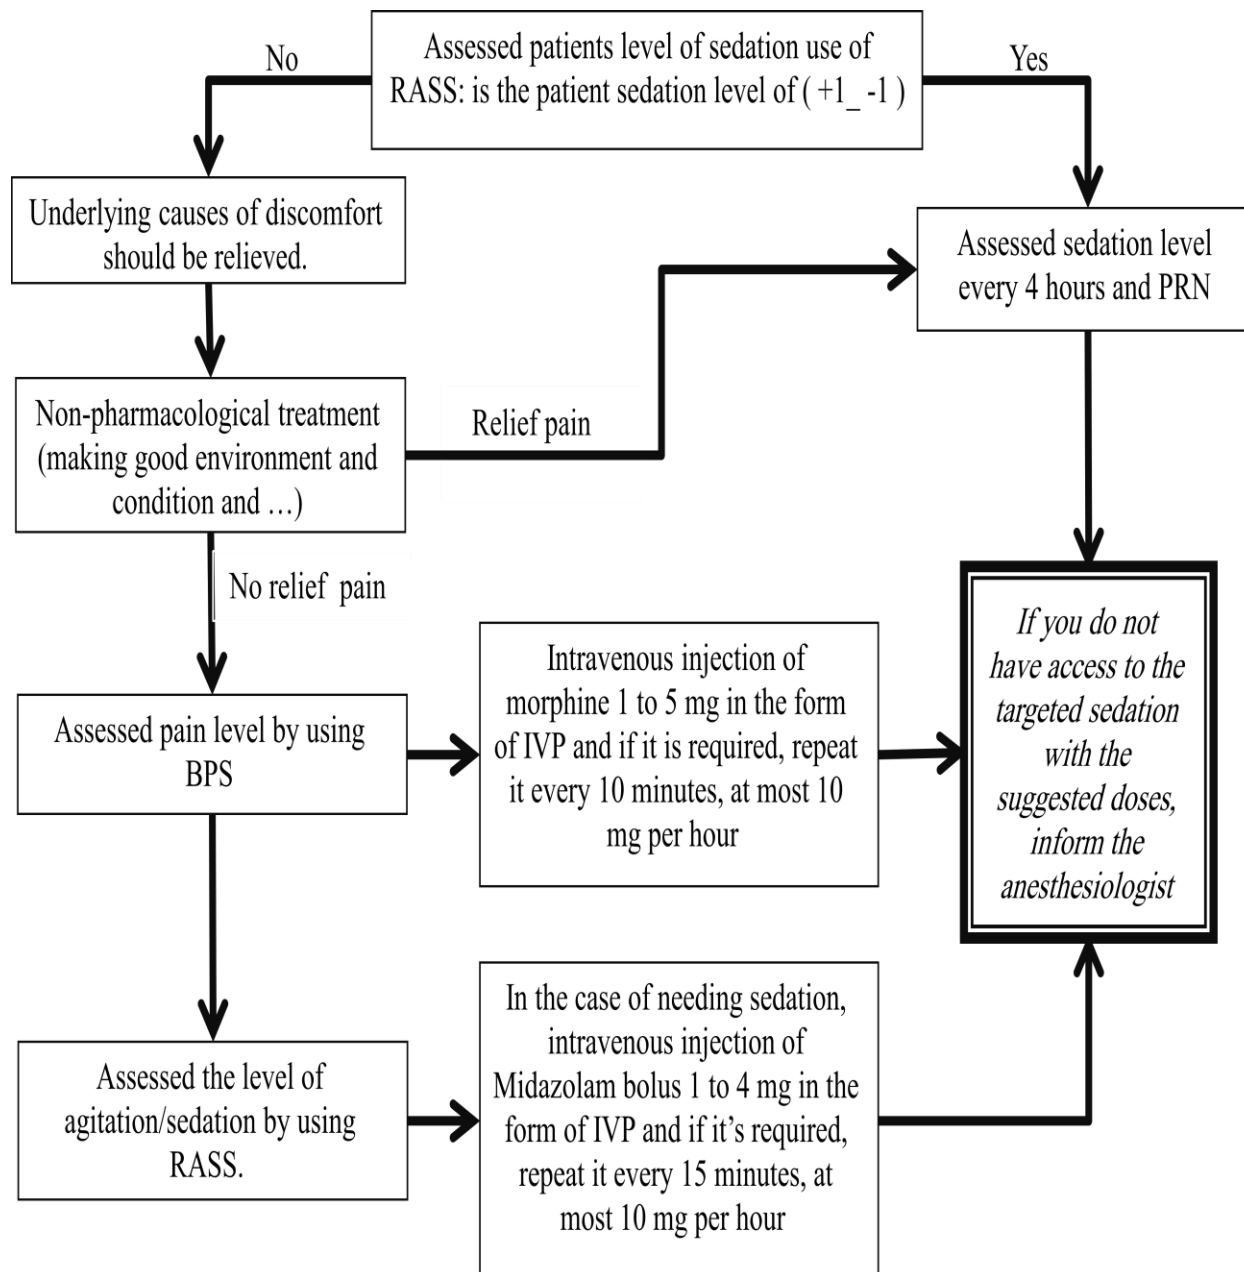 No
Assessed patients level of sedation use of
RASS: is the patient sedation level of ( +1_ -1 )
Yes
Underlying causes of discomfort
should be relieved.
Assessed sedation level
every 4 hours and PRN
Non-pharmacological treatment
(making good environment and
condition and …)
Relief pain
No relief pain
Assessed pain level by using
BPS
Intravenous injection of
morphine 1 to 5 mg in the form
of IVP and if it is required, repeat
it every 10 minutes, at most 10
mg per hour
If you do not
have access to the
targeted sedation
with the
suggested doses,
inform the
anesthesiologist
Assessed the level of
agitation/sedation by using
RASS.
In the case of needing sedation,
intravenous injection of
Midazolam bolus 1 to 4 mg in the
form of IVP and if it’s required,
repeat it every 15 minutes, at
most 10 mg per hour